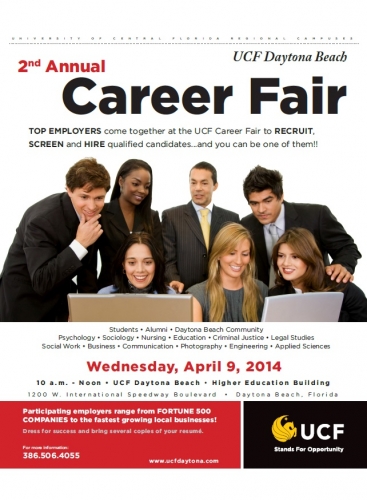 UNIVERSITY OF CENTRAL FLORIDA REGIONAL CAMPUSES
UCF Daytona Beach
2nd Annual
Career Fair
TOP EMPLOYERS come together at the UCF Career Fair to RECRUIT,
SCREEN and HIRE qualified candidates...and you can be one of them!!
Students • Alumni • Daytona Beach Community
Psychology • Sociology • Nursing • Education • Criminal Justice • Legal Studies
Social Work • Business • Communication • Photography • Engineering • Applied Sciences
Wednesday, April 9, 2014
10 a.m. - Noon • UCF Daytona Beach • Higher Education Building
1200 W. International Speedway Boulevard • Daytona Beach, Florida
Participating employers range from FORTUNE 500
COMPANIES to the fastest growing local businesses!
Dress for success and bring several copies of your resumé.
For more information:
386.506.4055
www.ucfdaytona.com
UCF
Stands For Opportunity